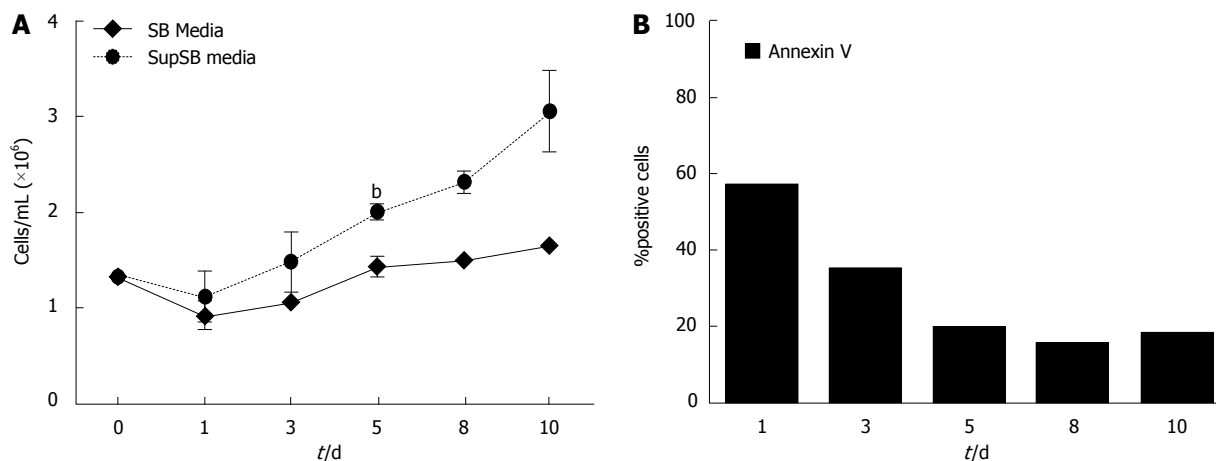 A
SB Media
SupSB media
Cells/mL (×10⁶)
4
3
2
1
0
b
0 1 3 5 8 10
t/d
B
Annexin V
%positive cells
100
80
60
40
20
0
1 3 5 8 10
t/d